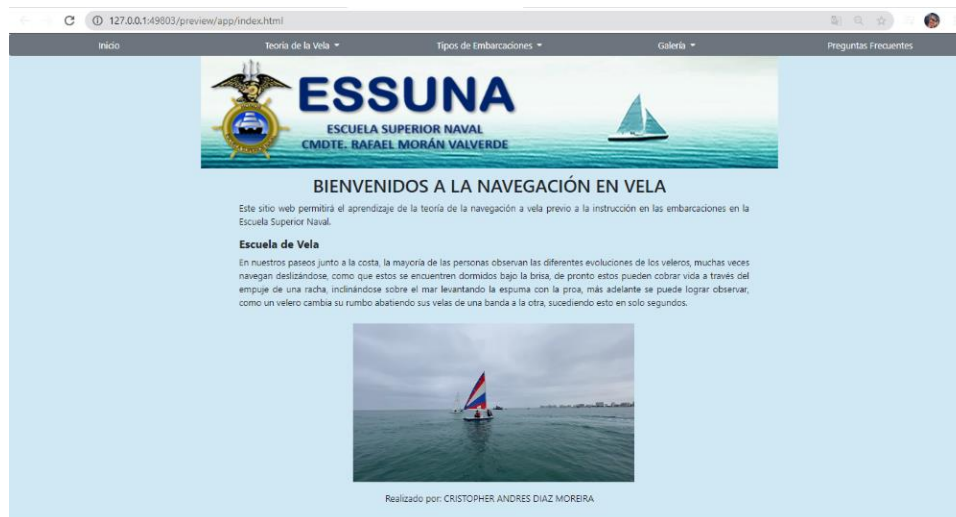 127.0.0.1:49803/preview/app/index.html
Inicio Teoría de la Vela Tipos de Embarcaciones Galería Preguntas Frecuentes
ESSUNA
ESCUELA SUPERIOR NAVAL
CMDTE. RAFAEL MORÁN VALVERDE
BIENVENIDOS A LA NAVEGACIÓN EN VELA
Este sitio web permitirá el aprendizaje de la teoría de la navegación a vela previo a la instrucción en las embarcaciones en la
Escuela Superior Naval.
Escuela de Vela
En nuestros paseos junto a la costa, la mayoría de las personas observan las diferentes evoluciones de los veleros, muchas veces
navegan deslizándose, como que estos se encuentren dormidos bajo la brisa, de pronto estos pueden cobrar vida a través del
empuje de una racha, inclinándose sobre el mar levantando la espuma con la proa, más adelante se puede lograr observar,
como un velero cambia su rumbo abatiendo sus velas de una banda a la otra, sucediendo esto en solo segundos.
Realizado por: CRISTOPHER ANDRES DIAZ MOREIRA